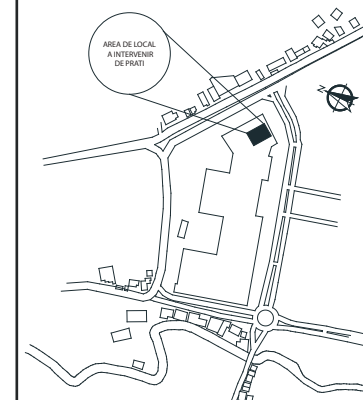 AREA DE LOCAL
A INTERVENIR
DE PRATI
N